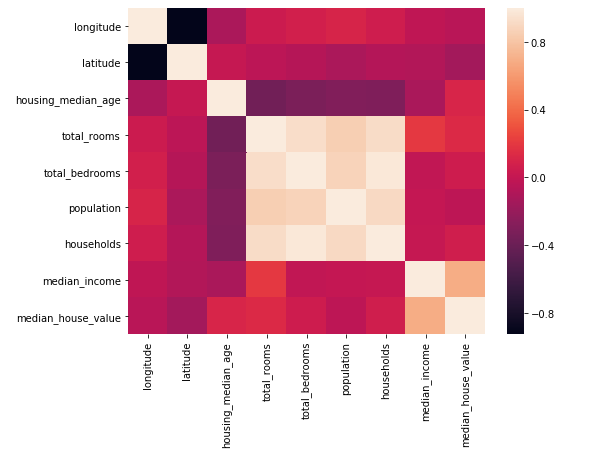 longitude
latitude
housing_median_age
total_rooms
total_bedrooms
population
households
median_income
median_house_value
longitude
latitude
housing_median_age
total_rooms
total_bedrooms
population
households
median_income
median_house_value
0.8
0.4
0.0
−0.4
−0.8